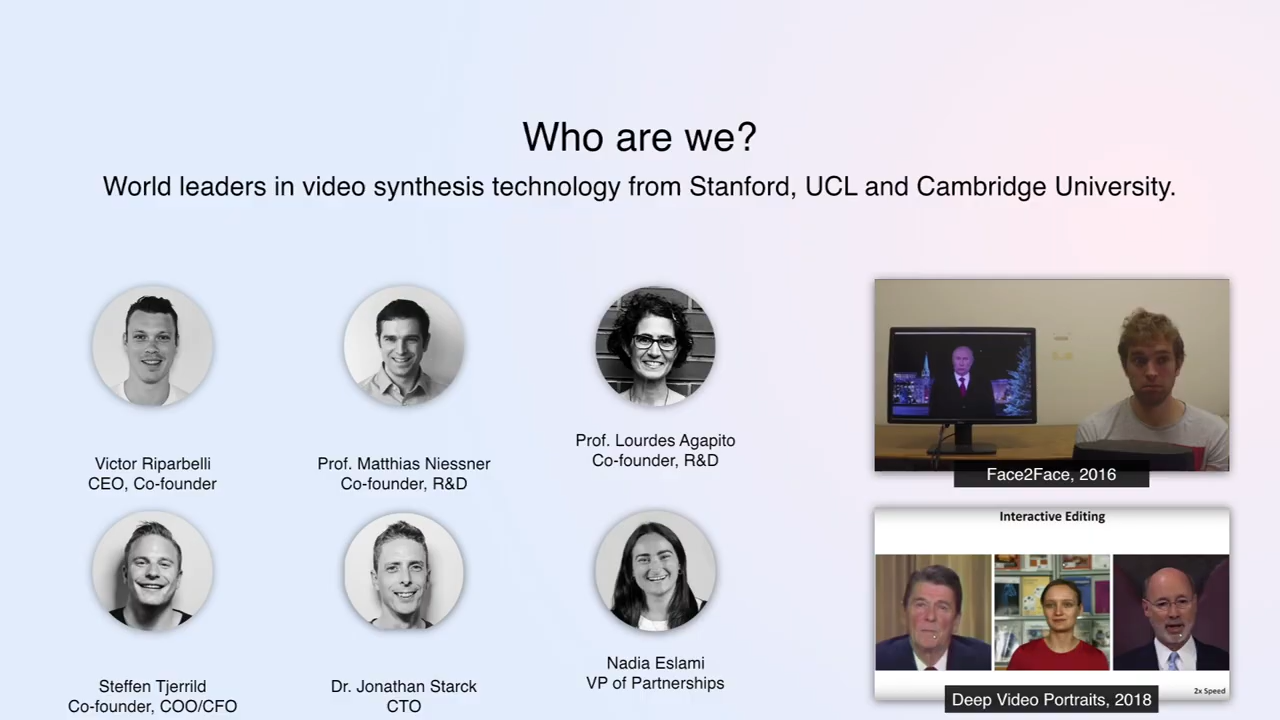 Who are we?
World leaders in video synthesis technology from Stanford, UCL and Cambridge University.
Victor Riparbelli
CEO, Co-founder
Prof. Matthias Niessner
Co-founder, R&D
Prof. Lourdes Agapito
Co-founder, R&D
Face2Face, 2016
Steffen Tjerrild
Co-founder, COO/CFO
Dr. Jonathan Starck
CTO
Nadia Eslami
VP of Partnerships
Interactive Editing
2x Speed
Deep Video Portraits, 2018